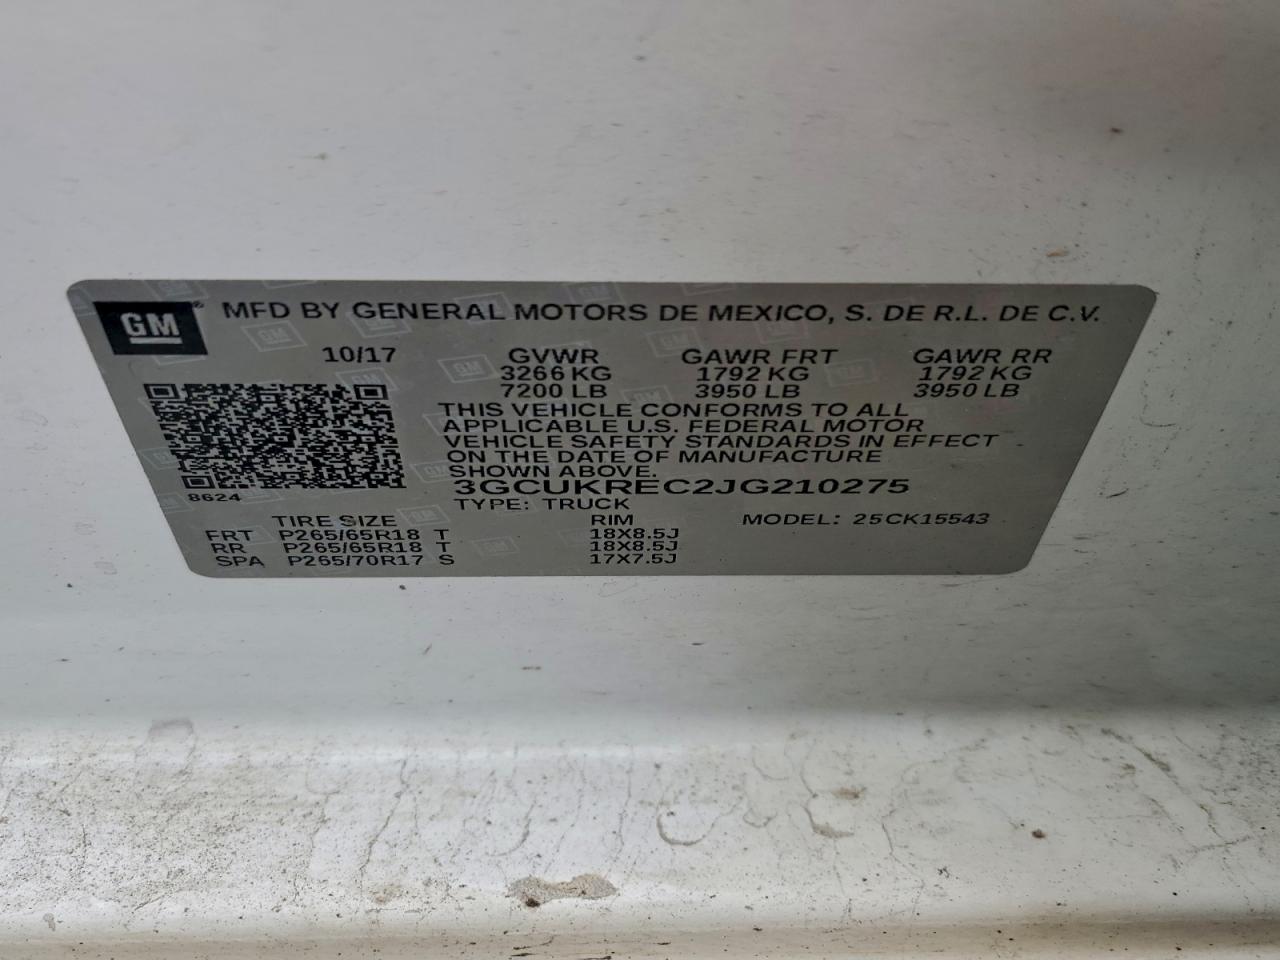 GM® MFD BY GENERAL MOTORS DE MEXICO, S. DE R.L. DE C.V.
10/17 GVWR GAWR FRT GAWR RR
3266 KG 1792 KG 1792 KG
7200 LB 3950 LB 3950 LB
THIS VEHICLE CONFORMS TO ALL
APPLICABLE U.S. FEDERAL MOTOR
VEHICLE SAFETY STANDARDS IN EFFECT
ON THE DATE OF MANUFACTURE
SHOWN ABOVE.
8624 3GCUKREC2JG210275
TYPE: TRUCK
TIRE SIZE RIM MODEL: 25CK15543
FRT P265/65R18 T 18X8.5J
RR P265/65R18 T 18X8.5J
SPA P265/70R17 S 17X7.5J